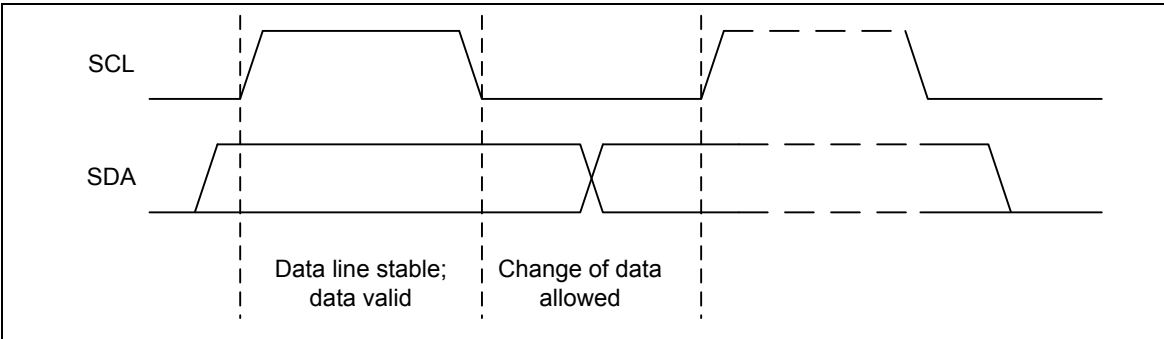 SCL
SDA
Data line stable;
data valid
Change of data
allowed